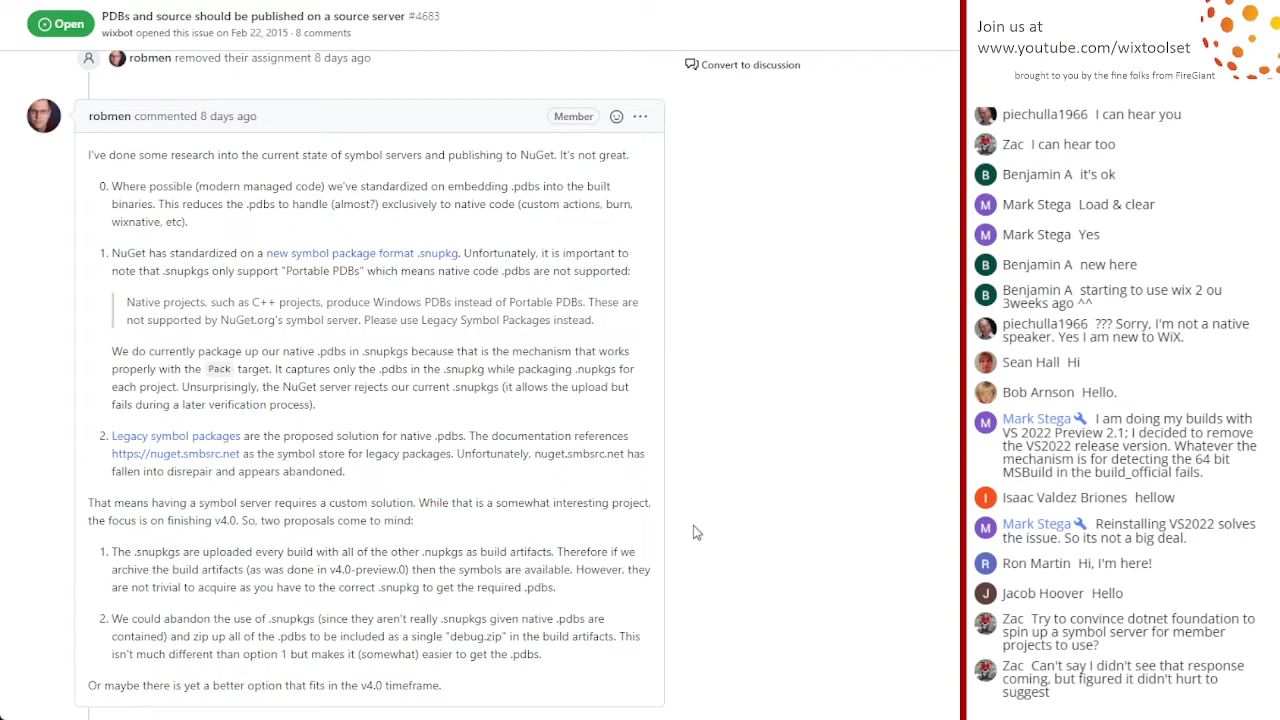 Open
PDBs and source should be published on a source server #4683
wixbot opened this issue on Feb 22, 2015 · 8 comments
robmen removed their assignment 8 days ago
Convert to discussion
robmen commented 8 days ago
Member
I've done some research into the current state of symbol servers and publishing to NuGet. It's not great.
0. Where possible (modern managed code) we've standardized on embedding .pdbs into the built
binaries. This reduces the .pdbs to handle (almost?) exclusively to native code (custom actions, burn,
wixnative, etc).
1. NuGet has standardized on a new symbol package format .snupkg. Unfortunately, it is important to
note that .snupkgs only support "Portable PDBs" which means native code .pdbs are not supported:
Native projects, such as C++ projects, produce Windows PDBs instead of Portable PDBs. These are
not supported by NuGet.org's symbol server. Please use Legacy Symbol Packages instead.
We do currently package up our native .pdbs in .snupkgs because that is the mechanism that works
properly with the Pack target. It captures only the .pdbs in the .snupkg while packaging .nupkgs for
each project. Unsurprisingly, the NuGet server rejects our current .snupkgs (it allows the upload but
fails during a later verification process).
2. Legacy symbol packages are the proposed solution for native .pdbs. The documentation references
https://nuget.smbsrc.net as the symbol store for legacy packages. Unfortunately, nuget.smbsrc.net has
fallen into disrepair and appears abandoned.
That means having a symbol server requires a custom solution. While that is a somewhat interesting project,
the focus is on finishing v4.0. So, two proposals come to mind:
1. The .snupkgs are uploaded every build with all of the other .nupkgs as build artifacts. Therefore if we
archive the build artifacts (as was done in v4.0-preview.0) then the symbols are available. However, they
are not trivial to acquire as you have to the correct .snupkg to get the required .pdbs.
2. We could abandon the use of .snupkgs (since they aren't really .snupkgs given native .pdbs are
contained) and zip up all of the .pdbs to be included as a single "debug.zip" in the build artifacts. This
isn't much different than option 1 but makes it (somewhat) easier to get the .pdbs.
Or maybe there is yet a better option that fits in the v4.0 timeframe.
Join us at
www.youtube.com/wixtoolset
brought to you by the fine folks from FireGiant
piechulla1966 I can hear you
Zac I can hear too
B Benjamin A it's ok
M Mark Stega Load & clear
M Mark Stega Yes
B Benjamin A new here
B Benjamin A starting to use wix 2 ou
3weeks ago ^^
piechulla1966 ??? Sorry, I'm not a native
speaker. Yes I am new to WiX.
Sean Hall Hi
Bob Arnson Hello.
M Mark Stega I am doing my builds with
VS 2022 Preview 2.1; I decided to remove
the VS2022 release version. Whatever the
mechanism is for detecting the 64 bit
MSBuild in the build_official fails.
I Isaac Valdez Briones hellow
M Mark Stega Reinstalling VS2022 solves
the issue. So its not a big deal.
R Ron Martin Hi, I'm here!
J Jacob Hoover Hello
Zac Try to convince dotnet foundation to
spin up a symbol server for member
projects to use?
Zac Can't say I didn't see that response
coming, but figured it didn't hurt to
suggest